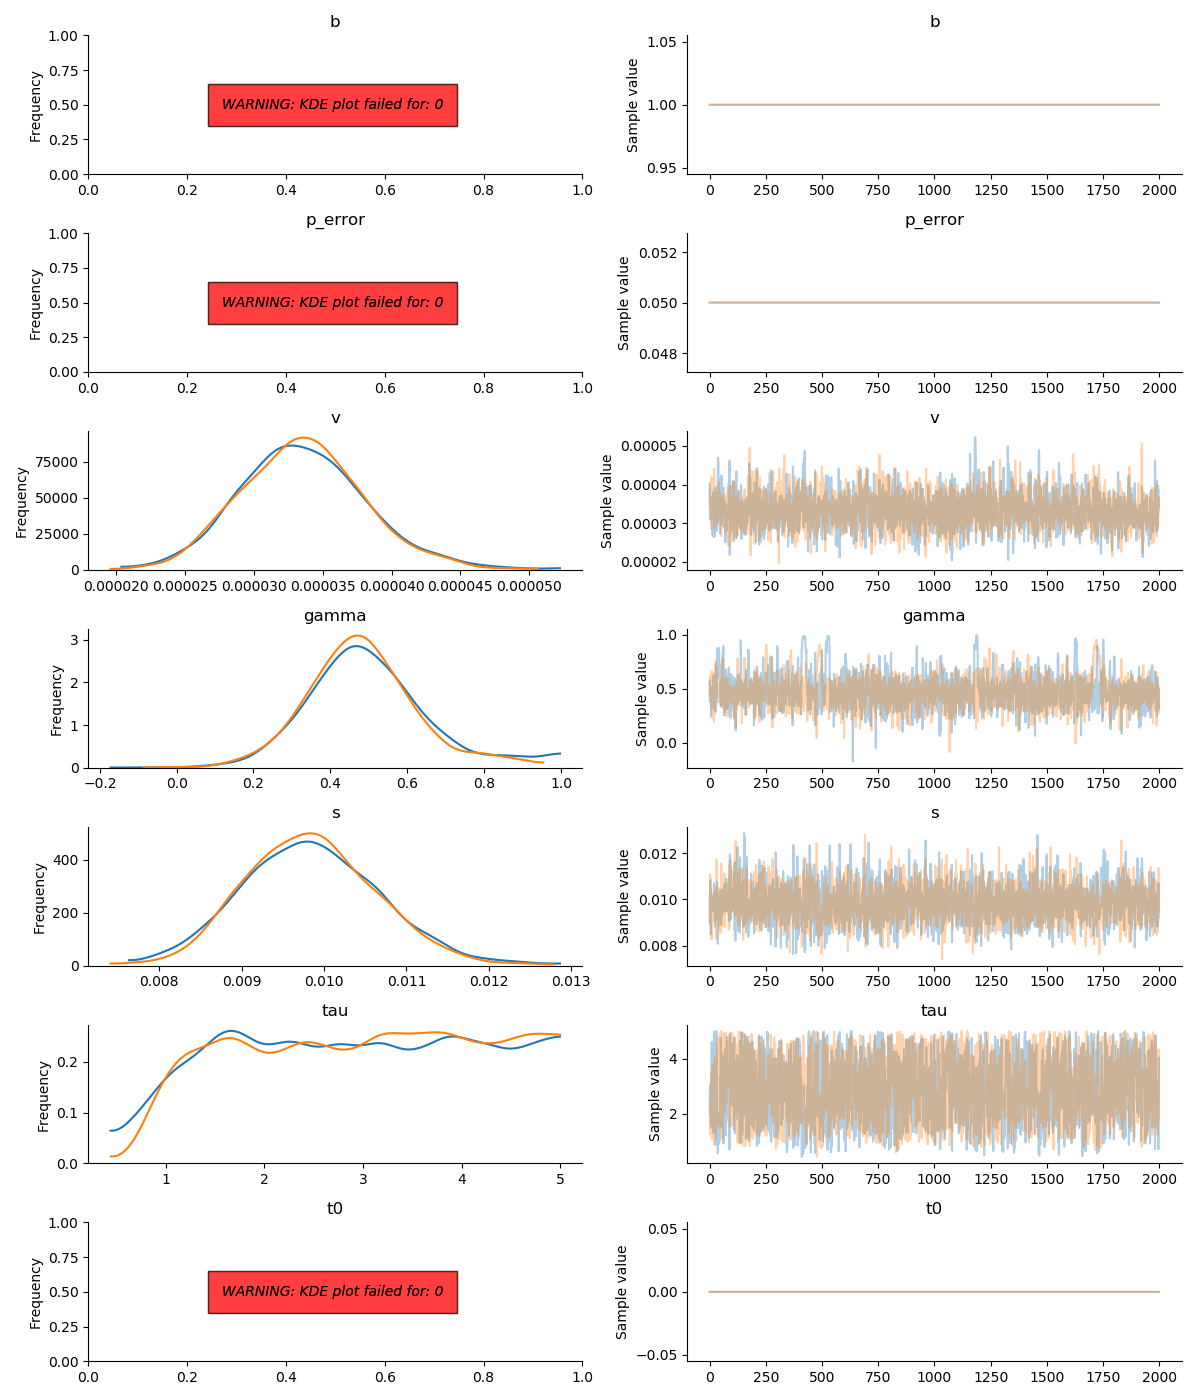 b
Frequency
1.00
0.75
0.50
0.25
0.00
WARNING: KDE plot failed for: 0
0.0 0.2 0.4 0.6 0.8 1.0
b
Sample value
1.05
1.00
0.95
0 250 500 750 1000 1250 1500 1750 2000
p_error
Frequency
1.00
0.75
0.50
0.25
0.00
WARNING: KDE plot failed for: 0
0.0 0.2 0.4 0.6 0.8 1.0
p_error
Sample value
0.052
0.050
0.048
0 250 500 750 1000 1250 1500 1750 2000
v
Frequency
75000
50000
25000
0
0.000020 0.000025 0.000030 0.000035 0.000040 0.000045 0.000050
v
Sample value
0.00005
0.00004
0.00003
0.00002
0 250 500 750 1000 1250 1500 1750 2000
gamma
Frequency
3
2
1
0
−0.2 0.0 0.2 0.4 0.6 0.8 1.0
gamma
Sample value
1.0
0.5
0.0
0 250 500 750 1000 1250 1500 1750 2000
s
Frequency
400
200
0
0.008 0.009 0.010 0.011 0.012 0.013
s
Sample value
0.012
0.010
0.008
0 250 500 750 1000 1250 1500 1750 2000
tau
Frequency
0.2
0.1
0.0
1 2 3 4 5
tau
Sample value
4
2
0 250 500 750 1000 1250 1500 1750 2000
t0
Frequency
1.00
0.75
0.50
0.25
0.00
WARNING: KDE plot failed for: 0
0.0 0.2 0.4 0.6 0.8 1.0
t0
Sample value
0.05
0.00
−0.05
0 250 500 750 1000 1250 1500 1750 2000